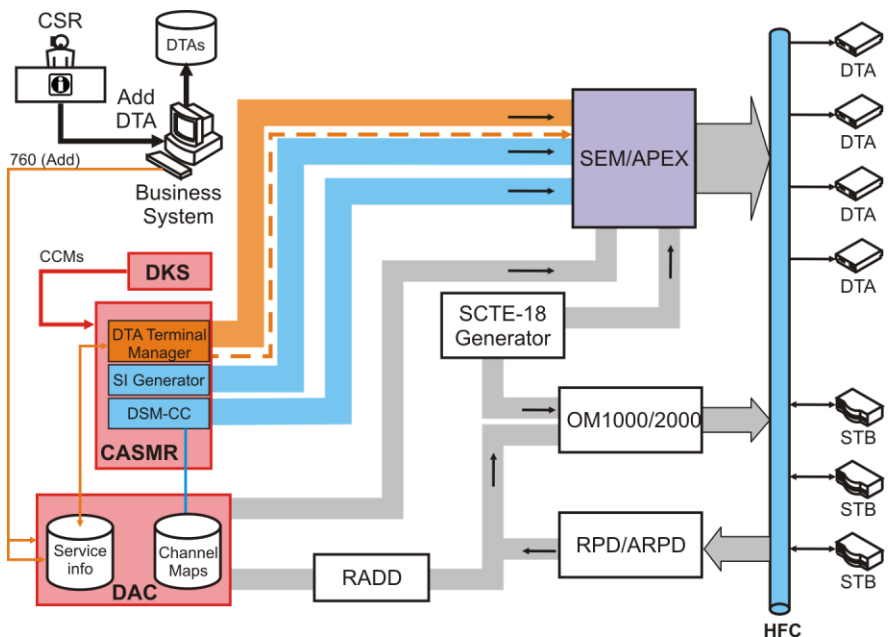 CSR
DTAs
Add
DTA
760 (Add)
Business
System
SEM/APEX
DTA
DTA
DTA
DTA
CCMs
DKS
DTA Terminal
Manager
SI Generator
DSM-CC
CASMR
SCTE-18
Generator
OM1000/2000
STB
STB
STB
Service
info
Channel
Maps
DAC
RADD
RPD/ARPD
HFC